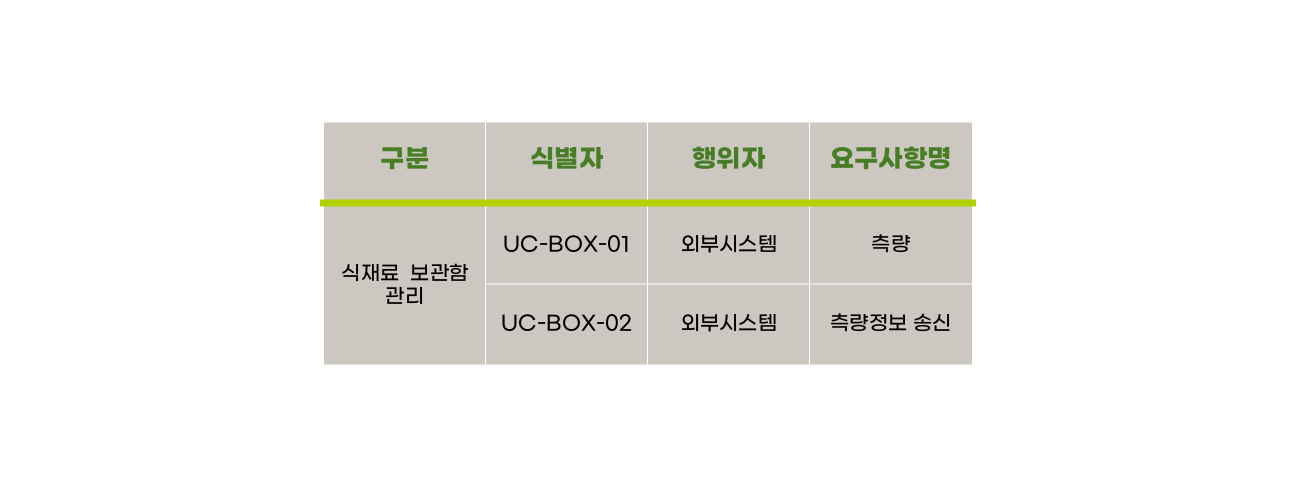 구분 식별자 행위자 요구사항명
UC-BOX-01 외부시스템 측량
식재료 보관함
관리
UC-BOX-02 외부시스템 측량정보 송신